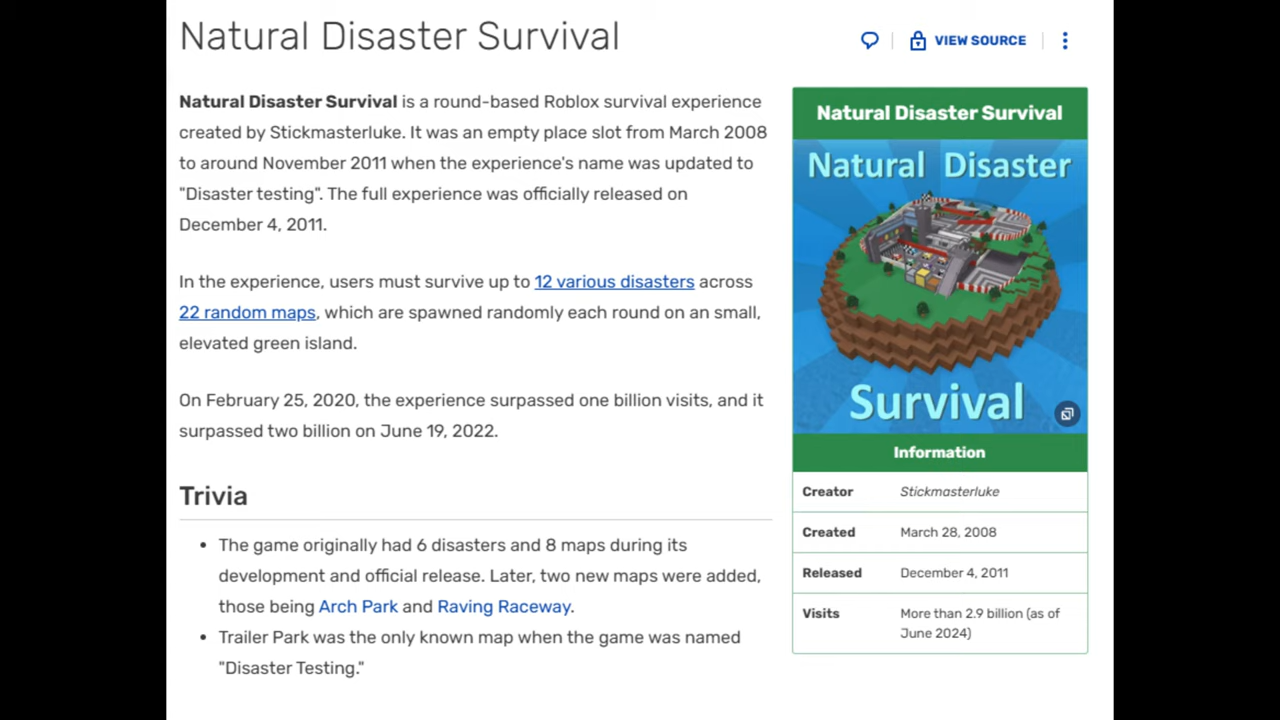 Natural Disaster Survival
VIEW SOURCE
Natural Disaster Survival is a round-based Roblox survival experience
created by Stickmasterluke. It was an empty place slot from March 2008
to around November 2011 when the experience's name was updated to
"Disaster testing". The full experience was officially released on
December 4, 2011.
In the experience, users must survive up to 12 various disasters across
22 random maps, which are spawned randomly each round on an small,
elevated green island.
On February 25, 2020, the experience surpassed one billion visits, and it
surpassed two billion on June 19, 2022.
Trivia
• The game originally had 6 disasters and 8 maps during its
development and official release. Later, two new maps were added,
those being Arch Park and Raving Raceway.
• Trailer Park was the only known map when the game was named
"Disaster Testing."
Natural Disaster Survival
Natural Disaster
Survival
Information
Creator Stickmasterluke
Created March 28, 2008
Released December 4, 2011
Visits More than 2.9 billion (as of
June 2024)